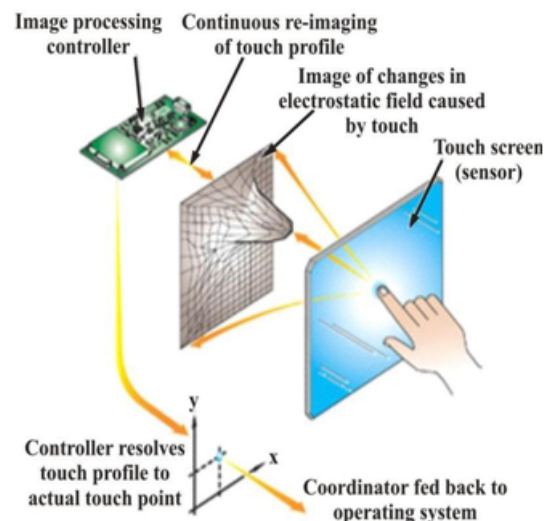 Image processing
controller
Continuous re-imaging
of touch profile
Image of changes in
electrostatic field caused
by touch
Touch screen
(sensor)
y
x
Controller resolves
touch profile to
actual touch point
Coordinator fed back to
operating system